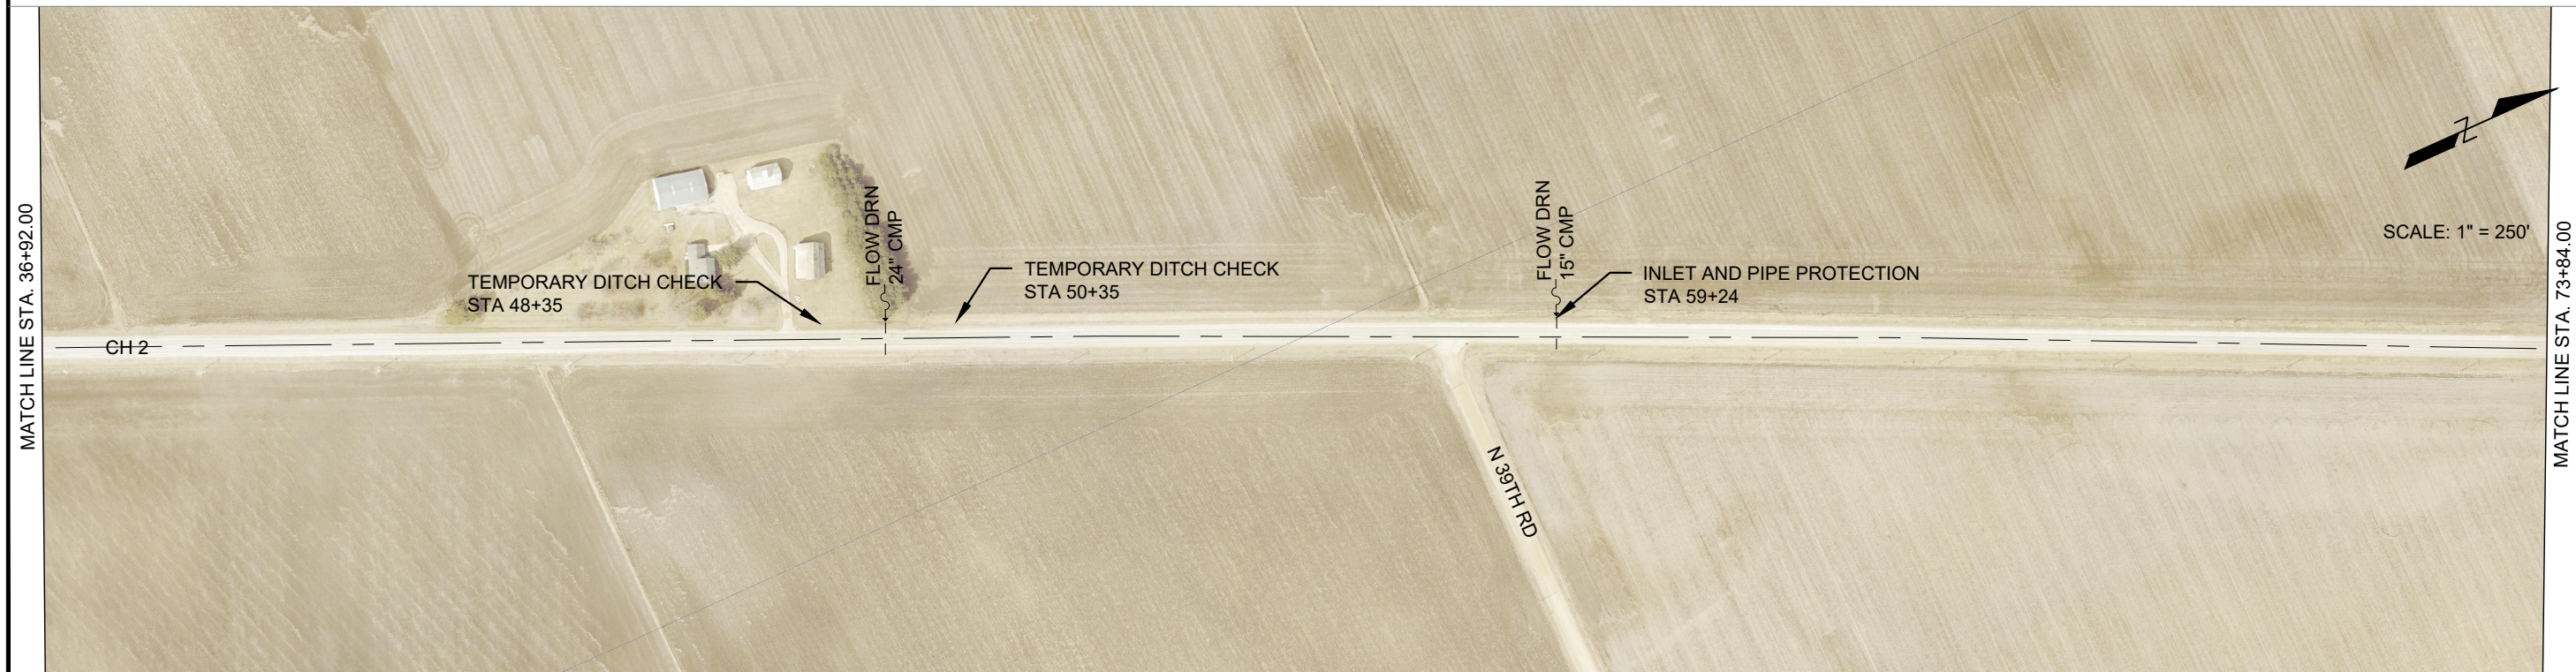 MATCH LINE STA. 36+92.00
CH 2
TEMPORARY DITCH CHECK
STA 48+35
FLOW DRN
24" CMP
TEMPORARY DITCH CHECK
STA 50+35
FLOW DRN
15" CMP
INLET AND PIPE PROTECTION
STA 59+24
N 39TH RD
Z
SCALE: 1" = 250'
MATCH LINE STA. 73+84.00